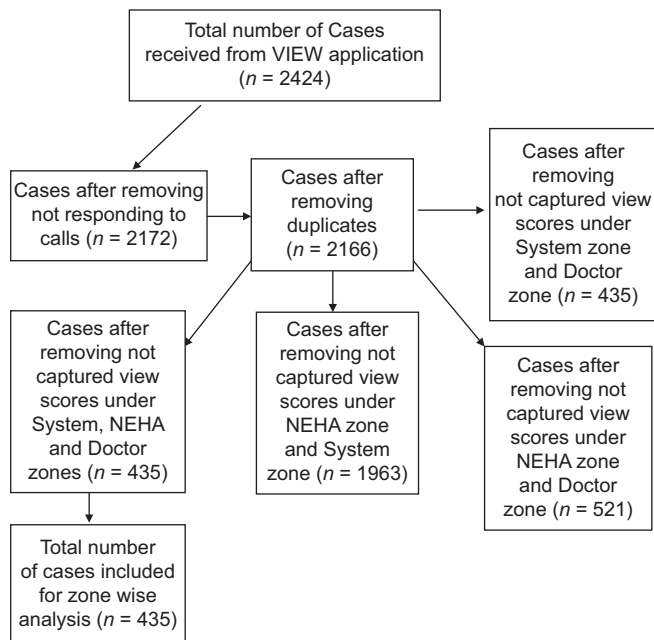 Total number of Cases
received from VIEW application
(n = 2424)
Cases after removing
not responding to
calls (n = 2172)
Cases after
removing
duplicates
(n = 2166)
Cases after
removing
not captured view
scores under
System zone
and Doctor
zone (n = 435)
Cases after
removing not
captured view
scores under
System, NEHA
and Doctor
zones (n = 435)
Cases after
removing not
captured view
scores under
NEHA zone
and System
zone (n = 1963)
Cases after
removing not
captured view
scores under
NEHA zone
and Doctor
zone (n = 521)
Total number
of cases included
for zone wise
analysis (n = 435)